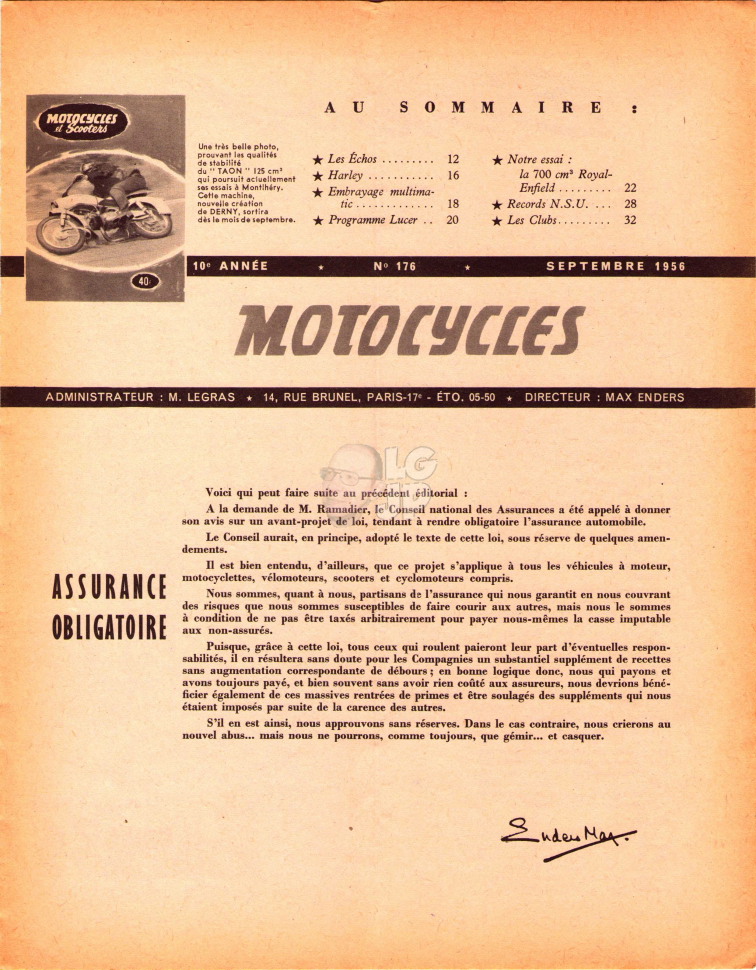 AU SOMMAIRE :
MOTOCYCLES
et Scooters
40F
Une très belle photo,
prouvant les qualités
de stabilité
du " TAON " 125 cm³
qui poursuit actuellement
ses essais à Montlhéry.
Cette machine,
nouvelle création
de DERNY, sortira
dès le mois de septembre.
★ Les Échos ......... 12
★ Harley ........... 16
★ Embrayage multima-
tic ............. 18
★ Programme Lucer .. 20
★ Notre essai :
la 700 cm³ Royal-
Enfield ......... 22
★ Records N.S.U. ... 28
★ Les Clubs ......... 32
10e ANNÉE ★ No 176 ★ SEPTEMBRE 1956
MOTOCYCLES
ADMINISTRATEUR : M. LEGRAS ★ 14, RUE BRUNEL, PARIS-17e - ÉTO. 05-50 ★ DIRECTEUR : MAX ENDERS
LG
HP
ASSURANCE
OBLIGATOIRE
Voici qui peut faire suite au précédent éditorial :
A la demande de M. Ramadier, le Conseil national des Assurances a été appelé à donner
son avis sur un avant-projet de loi, tendant à rendre obligatoire l'assurance automobile.
Le Conseil aurait, en principe, adopté le texte de cette loi, sous réserve de quelques amen-
dements.
Il est bien entendu, d'ailleurs, que ce projet s'applique à tous les véhicules à moteur,
motocyclettes, vélomoteurs, scooters et cyclomoteurs compris.
Nous sommes, quant à nous, partisans de l'assurance qui nous garantit en nous couvrant
des risques que nous sommes susceptibles de faire courir aux autres, mais nous le sommes
à condition de ne pas être taxés arbitrairement pour payer nous-mêmes la casse imputable
aux non-assurés.
Puisque, grâce à cette loi, tous ceux qui roulent paieront leur part d'éventuelles respon-
sabilités, il en résultera sans doute pour les Compagnies un substantiel supplément de recettes
sans augmentation correspondante de débours ; en bonne logique donc, nous qui payons et
avons toujours payé, et bien souvent sans avoir rien coûté aux assureurs, nous devrions béné-
ficier également de ces massives rentrées de primes et être soulagés des suppléments qui nous
étaient imposés par suite de la carence des autres.
S'il en est ainsi, nous approuvons sans réserves. Dans le cas contraire, nous crierons au
nouvel abus... mais nous ne pourrons, comme toujours, que gémir... et casquer.
Enders Max.